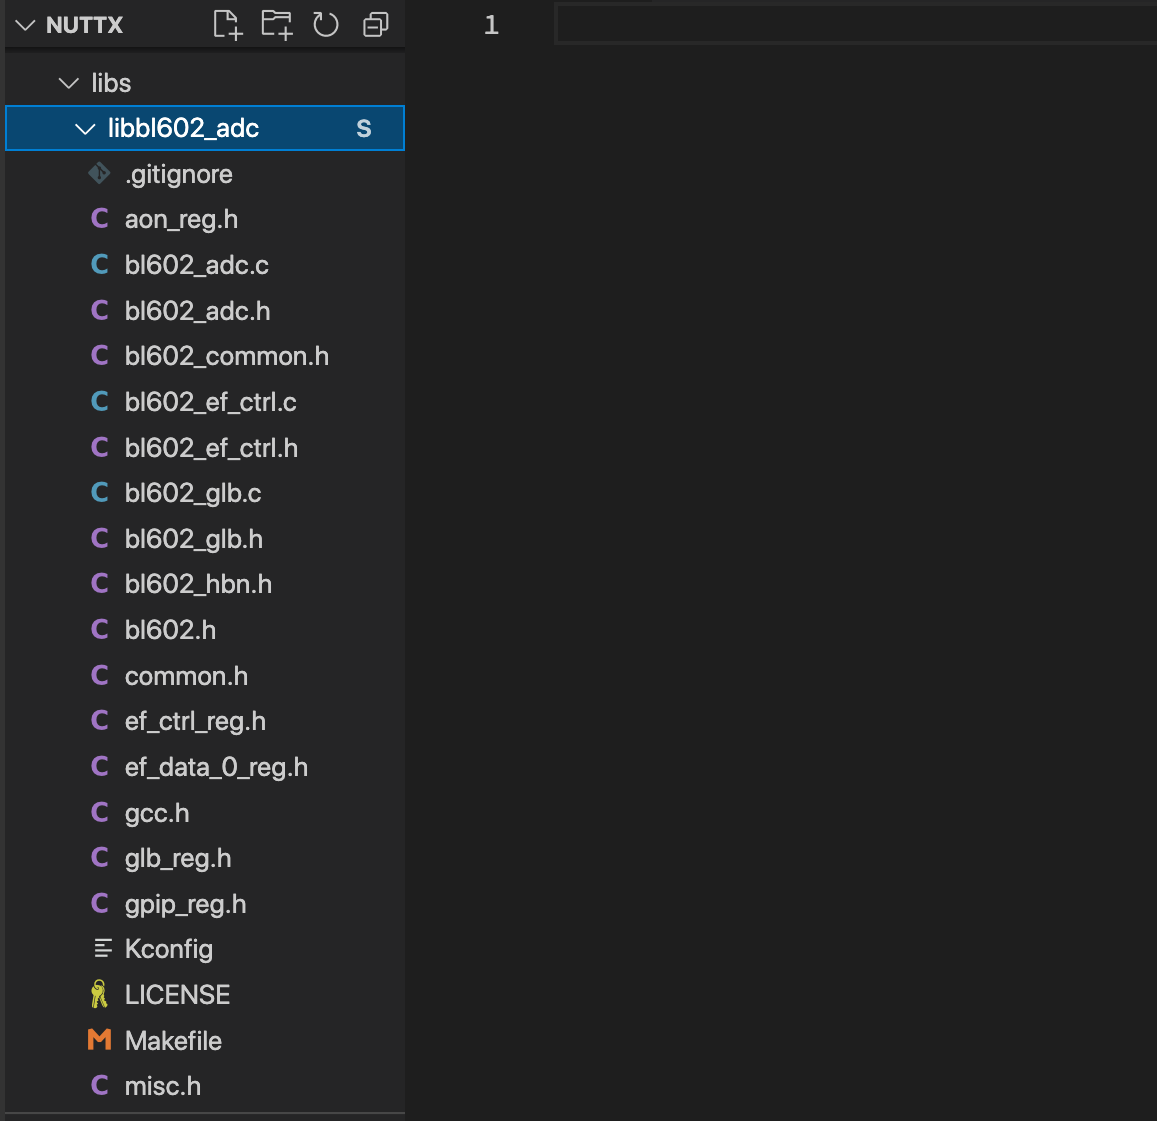 NUTTX
1
libs
libbl602_adc S
.gitignore
C aon_reg.h
C bl602_adc.c
C bl602_adc.h
C bl602_common.h
C bl602_ef_ctrl.c
C bl602_ef_ctrl.h
C bl602_glb.c
C bl602_glb.h
C bl602_hbn.h
C bl602.h
C common.h
C ef_ctrl_reg.h
C ef_data_0_reg.h
C gcc.h
C glb_reg.h
C gpip_reg.h
Kconfig
LICENSE
M Makefile
C misc.h